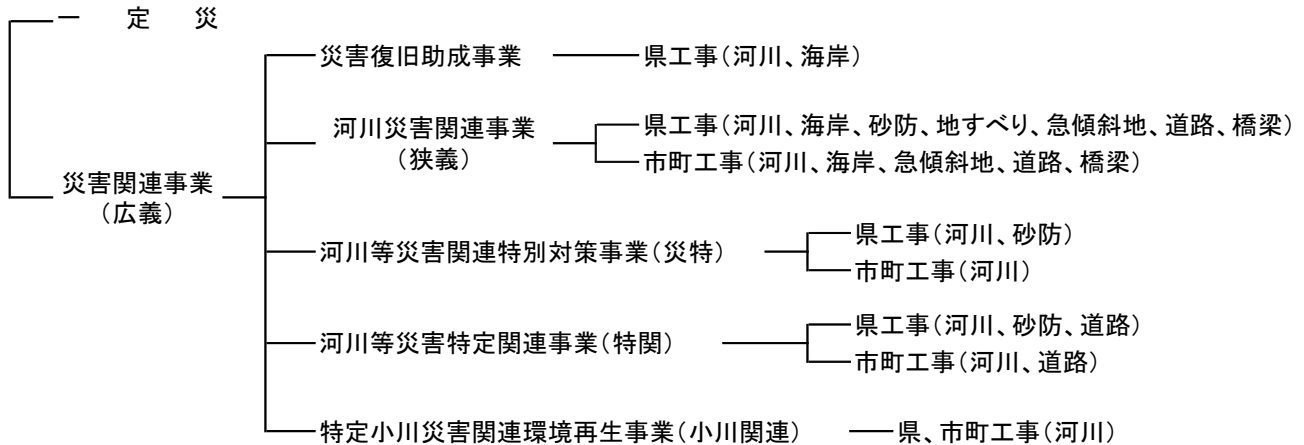 一定災
災害復旧助成事業
県工事(河川、海岸)
河川災害関連事業
(狭義)
県工事(河川、海岸、砂防、地すべり、急傾斜地、道路、橋梁)
市町工事(河川、海岸、急傾斜地、道路、橋梁)
災害関連事業
(広義)
河川等災害関連特別対策事業(災特)
県工事(河川、砂防)
市町工事(河川)
河川等災害特定関連事業(特関)
県工事(河川、砂防、道路)
市町工事(河川、道路)
特定小川災害関連環境再生事業(小川関連)
県、市町工事(河川)